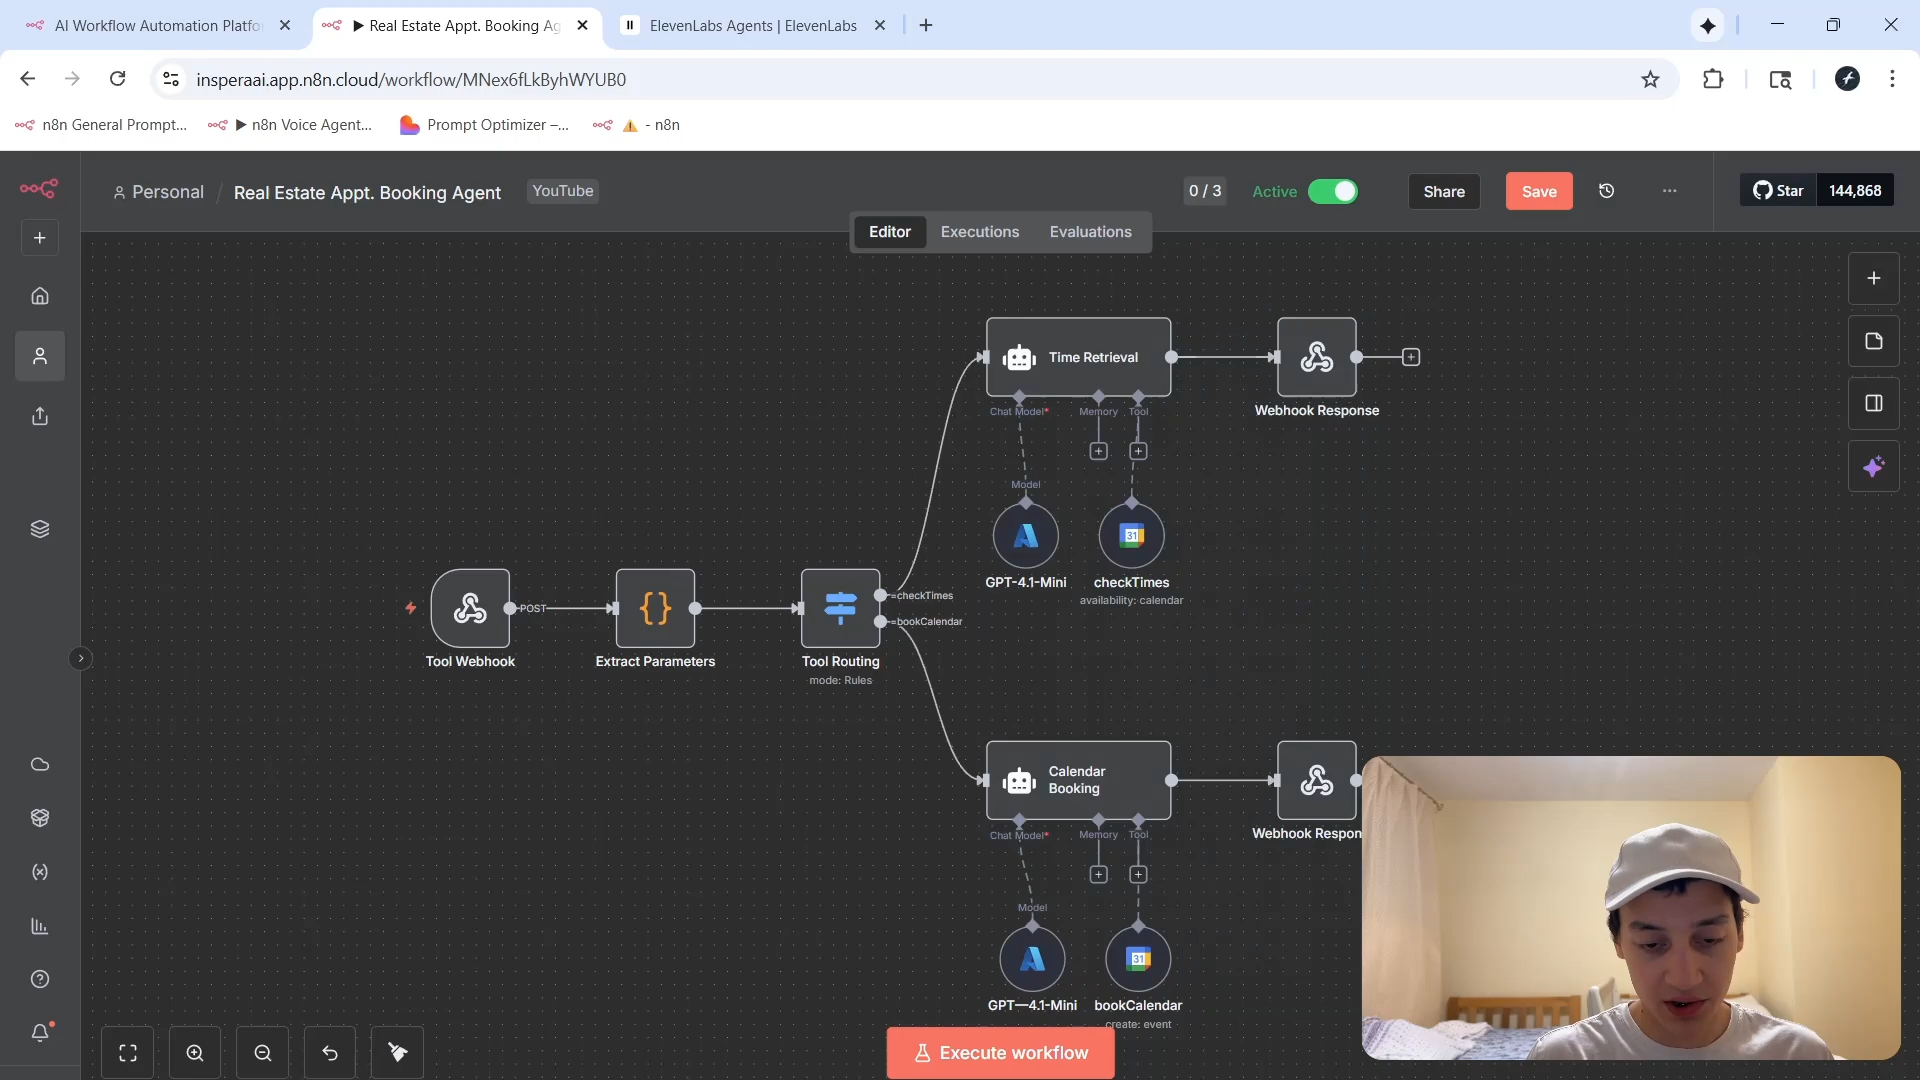 AI Workflow Automation Platfo
▶ Real Estate Appt. Booking Ag
ElevenLabs Agents | ElevenLabs
insperaai.app.n8n.cloud/workflow/MNex6fLkByhWYUB0
n8n General Prompt...
▶ n8n Voice Agent...
Prompt Optimizer –...
- n8n
Personal / Real Estate Appt. Booking Agent
YouTube
0 / 3
Active
Share
Save
Star
144,868
Editor
Executions
Evaluations
Time Retrieval
Chat Model*
Memory
Tool
Webhook Response
Model
31
GPT-4.1-Mini
checkTimes
availability: calendar
POST
=checkTimes
=bookCalendar
Tool Webhook
Extract Parameters
Tool Routing
mode: Rules
Calendar
Booking
Chat Model*
Memory
Tool
Webhook Respon
Model
31
GPT—4.1-Mini
bookCalendar
create: event
Execute workflow